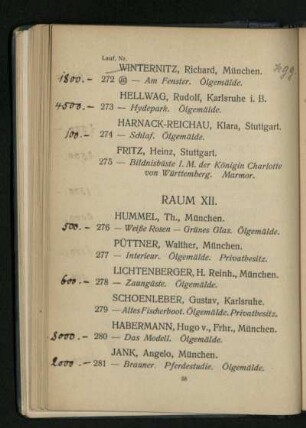 Lauf. Nr.
WINTERNITZ, Richard, München.
1800.- 272 — Am Fenster. Ölgemälde.
HELLWAG, Rudolf, Karlsruhe i. B.
4500.- 273 — Hydepark. Ölgemälde.
HARNACK-REICHAU, Klara, Stuttgart.
100.- 274 — Schlaf. Ölgemälde.
FRITZ, Heinz, Stuttgart.
275 — Bildnisbüste I. M. der Königin Charlotte
von Württemberg. Marmor.
RAUM XII.
HUMMEL, Th., München.
500.- 276 — Weiße Rosen — Grünes Glas. Ölgemälde.
PÜTTNER, Walther, München.
277 — Interieur. Ölgemälde. Privatbesitz.
LICHTENBERGER, H. Reinh., München.
600.- 278 — Zaungäste. Ölgemälde.
SCHOENLEBER, Gustav, Karlsruhe.
279 — Altes Fischerboot. Ölgemälde. Privatbesitz.
HABERMANN, Hugo v., Frhr., München.
3000.- 280 — Das Modell. Ölgemälde.
JANK, Angelo, München.
2000.- 281 — Brauner. Pferdestudie. Ölgemälde.